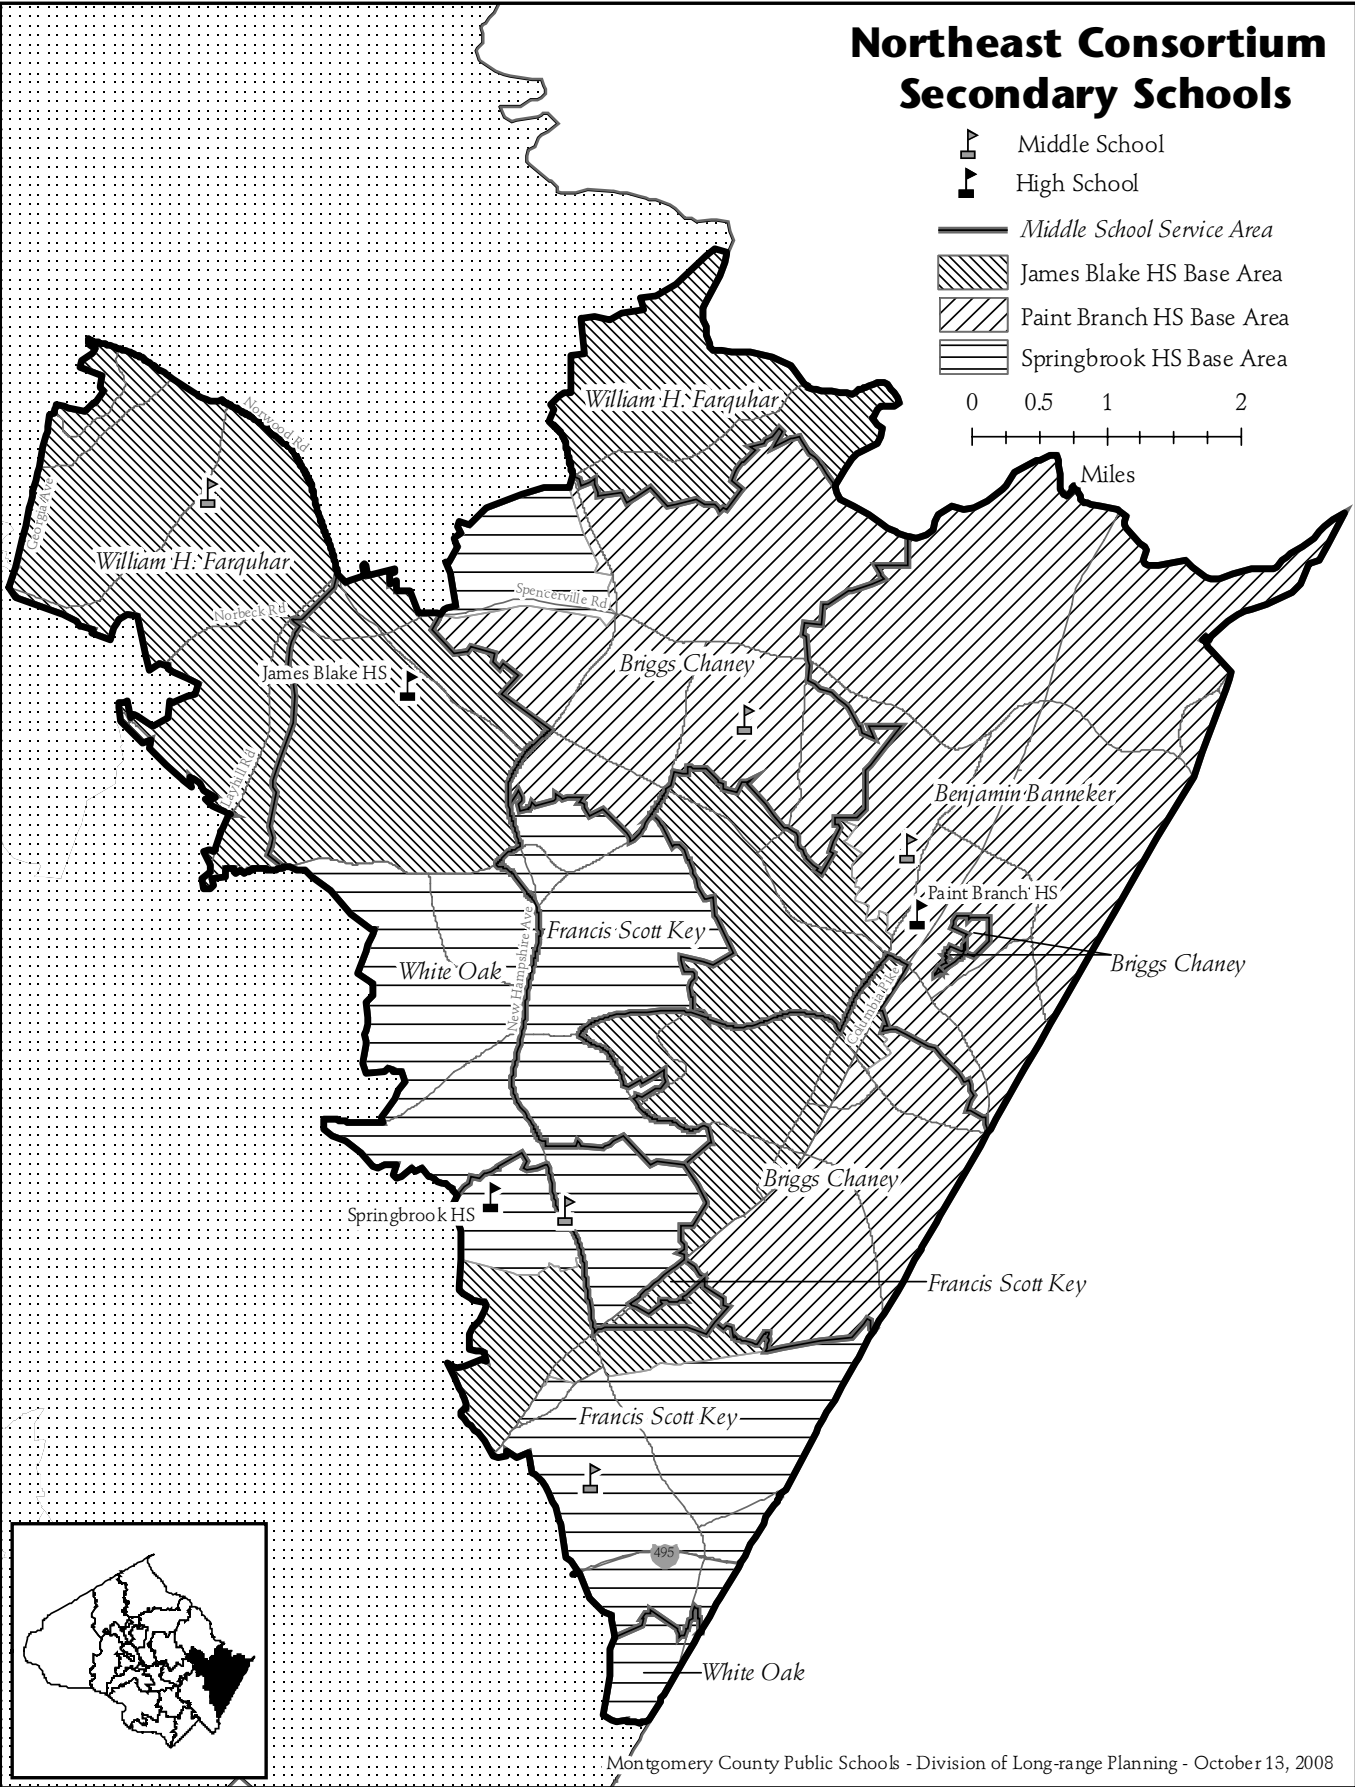 Northeast Consortium
Secondary Schools
Middle School
High School
Middle School Service Area
James Blake HS Base Area
Paint Branch HS Base Area
Springbrook HS Base Area
0 0.5 1 2
Miles
William H. Farquhar
Norwood Rd
Georgia Ave
William H. Farquhar
Spencerville Rd
Norbeck Rd
Briggs Chaney
James Blake HS
Layhill Rd
Benjamin Banneker
Paint Branch HS
Francis Scott Key
New Hampshire Ave
White Oak
Briggs Chaney
Columbia Pike
Briggs Chaney
Springbrook HS
Francis Scott Key
Francis Scott Key
495
White Oak
Montgomery County Public Schools - Division of Long-range Planning - October 13, 2008